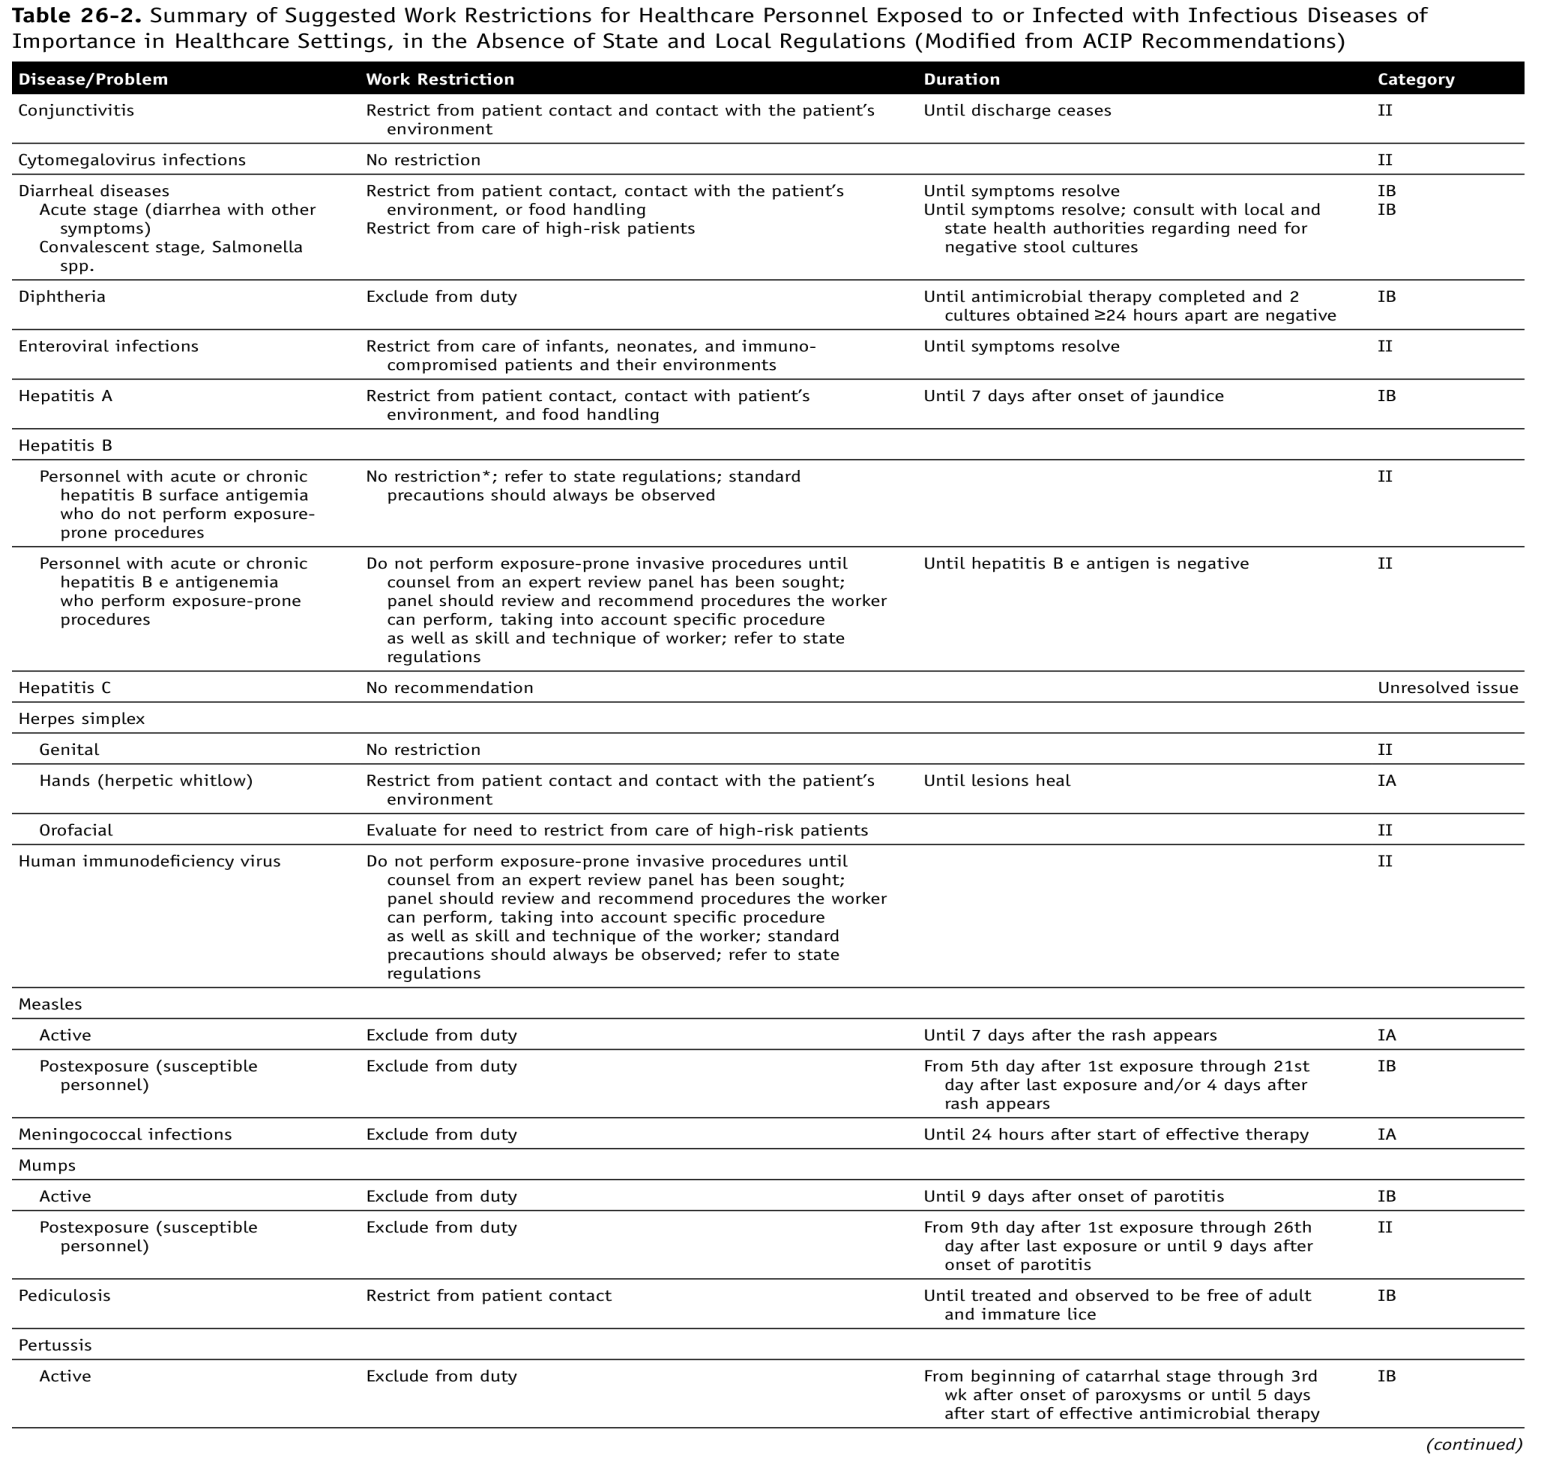 Table 26-2. Summary of Suggested Work Restrictions for Healthcare Personnel Exposed to or Infected with Infectious Diseases of
Importance in Healthcare Settings, in the Absence of State and Local Regulations (Modified from ACIP Recommendations)
Disease/Problem Work Restriction Duration Category
Conjunctivitis Restrict from patient contact and contact with the patient's Until discharge ceases II
environment
Cytomegalovirus infections No restriction II
Diarrheal diseases Restrict from patient contact, contact with the patient's Until symptoms resolve IB
Acute stage (diarrhea with other environment, or food handling Until symptoms resolve; consult with local and IB
symptoms) Restrict from care of high-risk patients state health authorities regarding need for
Convalescent stage, Salmonella negative stool cultures
spp.
Diphtheria Exclude from duty Until antimicrobial therapy completed and 2 IB
cultures obtained ≥24 hours apart are negative
Enteroviral infections Restrict from care of infants, neonates, and immuno- Until symptoms resolve II
compromised patients and their environments
Hepatitis A Restrict from patient contact, contact with patient's Until 7 days after onset of jaundice IB
environment, and food handling
Hepatitis B
Personnel with acute or chronic No restriction*; refer to state regulations; standard II
hepatitis B surface antigemia precautions should always be observed
who do not perform exposure-
prone procedures
Personnel with acute or chronic Do not perform exposure-prone invasive procedures until Until hepatitis B e antigen is negative II
hepatitis B e antigenemia counsel from an expert review panel has been sought;
who perform exposure-prone panel should review and recommend procedures the worker
procedures can perform, taking into account specific procedure
as well as skill and technique of worker; refer to state
regulations
Hepatitis C No recommendation Unresolved issue
Herpes simplex
Genital No restriction II
Hands (herpetic whitlow) Restrict from patient contact and contact with the patient's Until lesions heal IA
environment
Orofacial Evaluate for need to restrict from care of high-risk patients II
Human immunodeficiency virus Do not perform exposure-prone invasive procedures until II
counsel from an expert review panel has been sought;
panel should review and recommend procedures the worker
can perform, taking into account specific procedure
as well as skill and technique of the worker; standard
precautions should always be observed; refer to state
regulations
Measles
Active Exclude from duty Until 7 days after the rash appears IA
Postexposure (susceptible Exclude from duty From 5th day after 1st exposure through 21st IB
personnel) day after last exposure and/or 4 days after
rash appears
Meningococcal infections Exclude from duty Until 24 hours after start of effective therapy IA
Mumps
Active Exclude from duty Until 9 days after onset of parotitis IB
Postexposure (susceptible Exclude from duty From 9th day after 1st exposure through 26th II
personnel) day after last exposure or until 9 days after
onset of parotitis
Pediculosis Restrict from patient contact Until treated and observed to be free of adult IB
and immature lice
Pertussis
Active Exclude from duty From beginning of catarrhal stage through 3rd IB
wk after onset of paroxysms or until 5 days
after start of effective antimicrobial therapy
(continued)